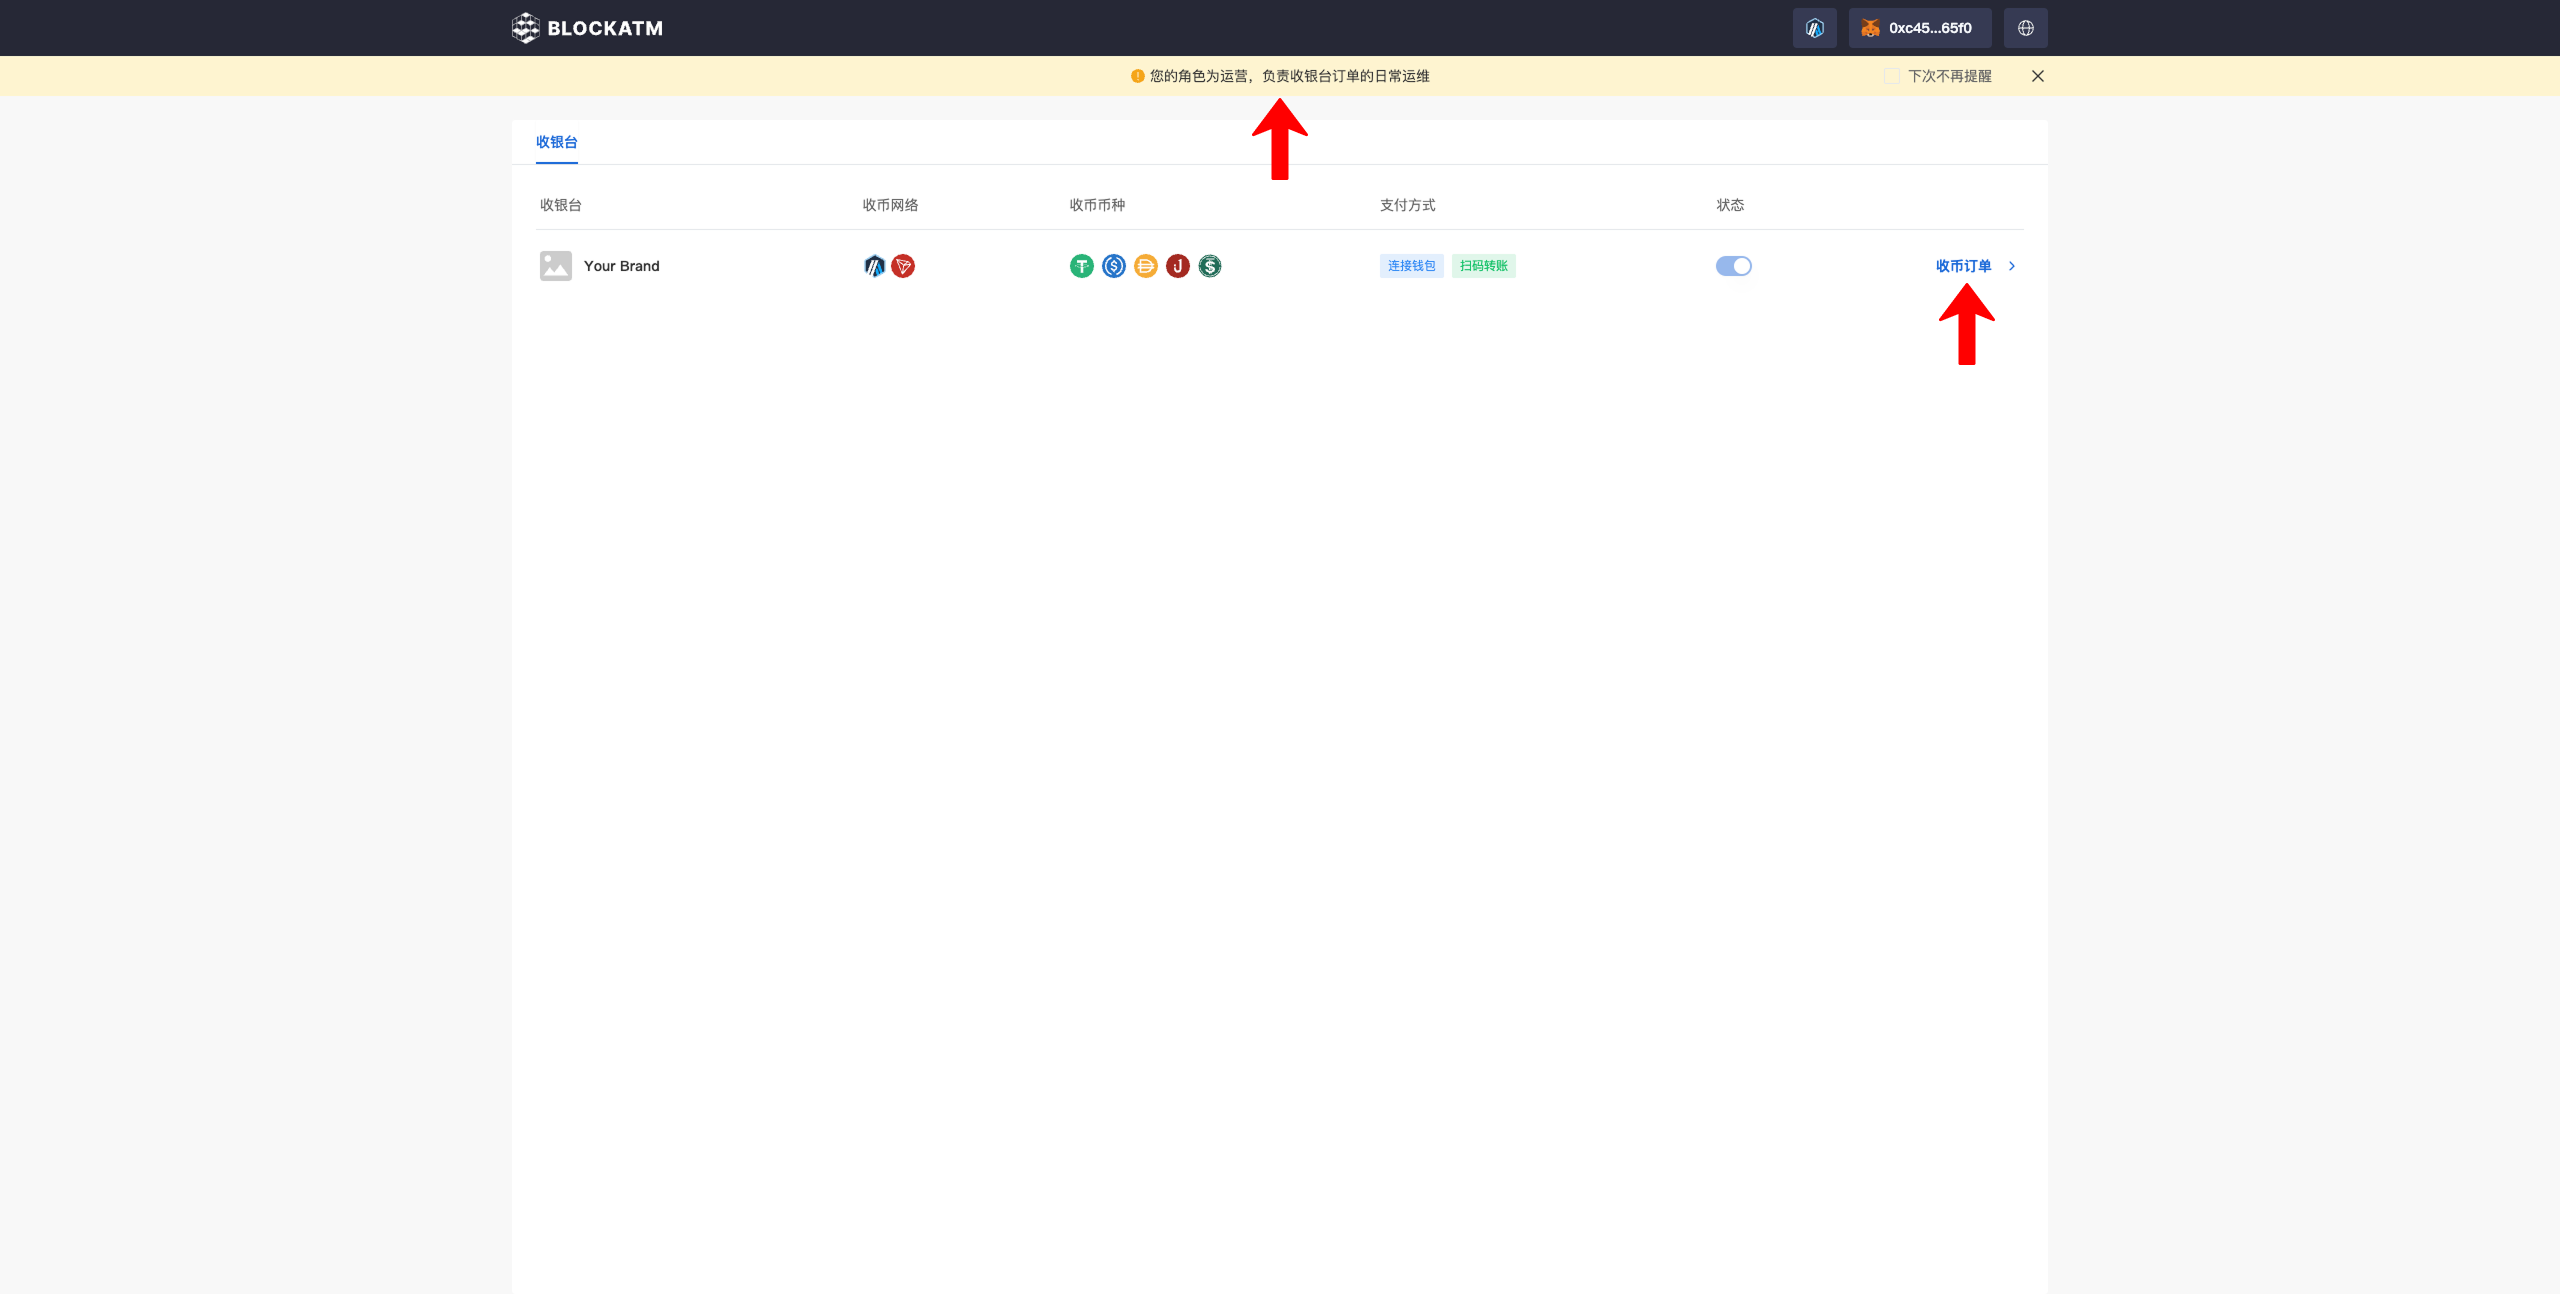 BLOCKATM
0xc45...65f0
您的角色为运营，负责收银台订单的日常运维
下次不再提醒
收银台
收银台 收币网络 收币币种 支付方式 状态
Your Brand 连接钱包 扫码转账 收币订单